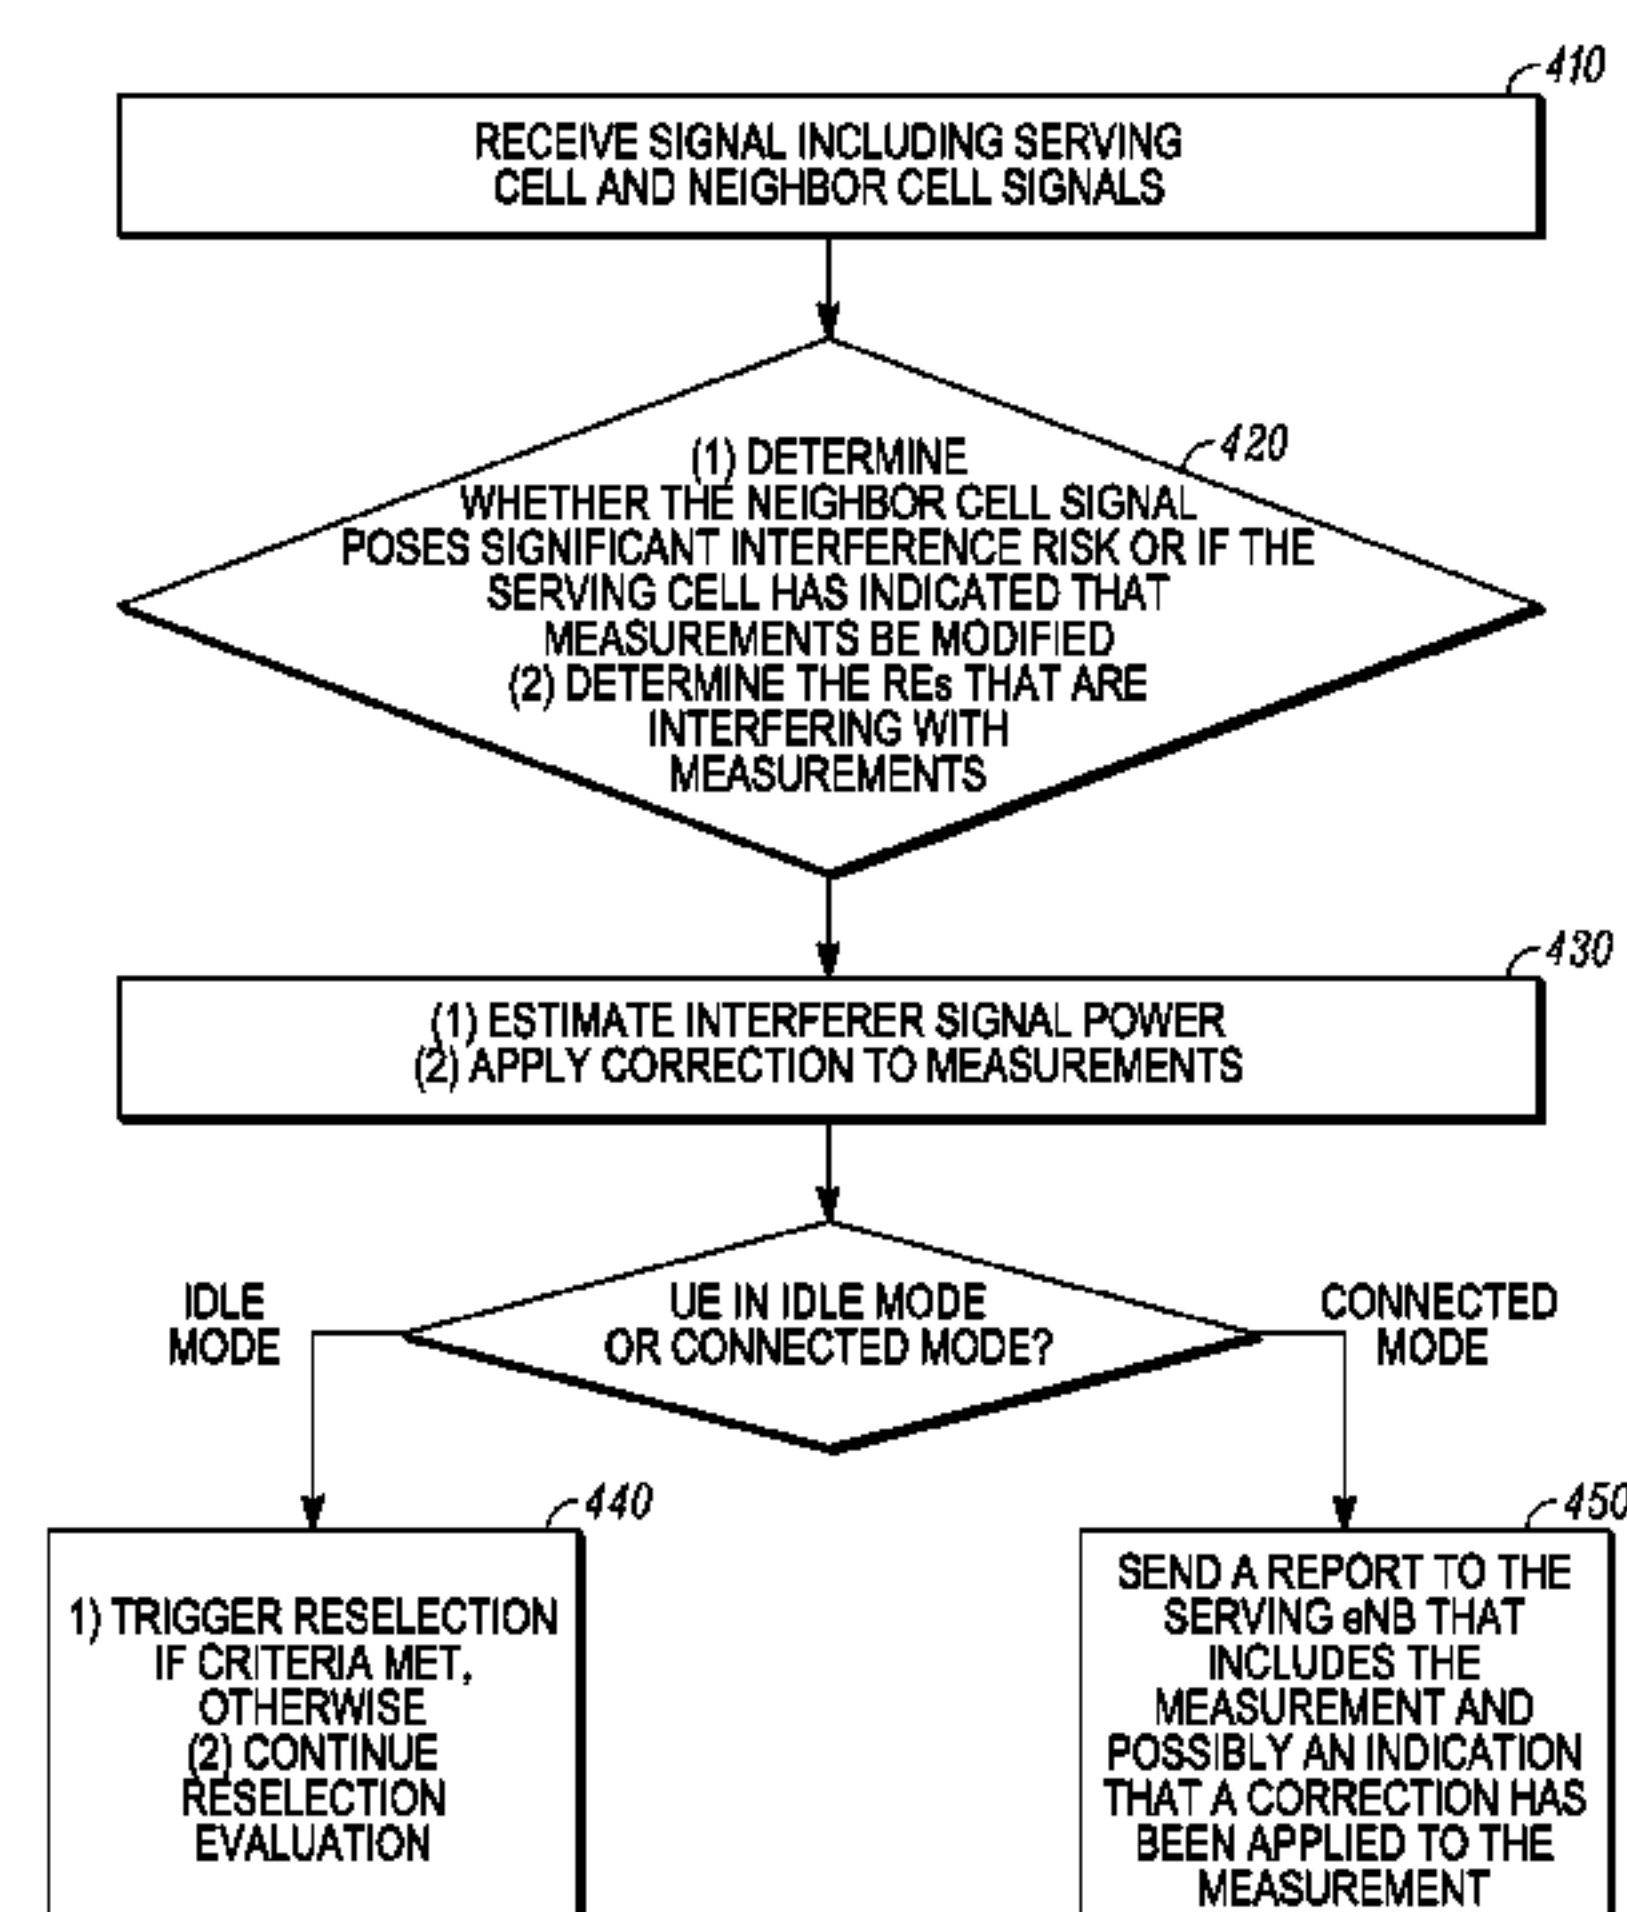 410
RECEIVE SIGNAL INCLUDING SERVING
CELL AND NEIGHBOR CELL SIGNALS
420
(1) DETERMINE
WHETHER THE NEIGHBOR CELL SIGNAL
POSES SIGNIFICANT INTERFERENCE RISK OR IF THE
SERVING CELL HAS INDICATED THAT
MEASUREMENTS BE MODIFIED
(2) DETERMINE THE REs THAT ARE
INTERFERING WITH
MEASUREMENTS
430
(1) ESTIMATE INTERFERER SIGNAL POWER
(2) APPLY CORRECTION TO MEASUREMENTS
UE IN IDLE MODE
OR CONNECTED MODE?
IDLE
MODE
CONNECTED
MODE
440
1) TRIGGER RESELECTION
IF CRITERIA MET,
OTHERWISE
(2) CONTINUE
RESELECTION
EVALUATION
450
SEND A REPORT TO THE
SERVING eNB THAT
INCLUDES THE
MEASUREMENT AND
POSSIBLY AN INDICATION
THAT A CORRECTION HAS
BEEN APPLIED TO THE
MEASUREMENT